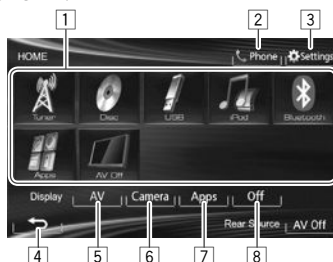 1 2 3
HOME Phone Settings
Tuner Disc USB iPod Bluetooth
Apps AV Off
Display AV Camera Apps Off
Rear Source AV Off
4 5 6 7 8